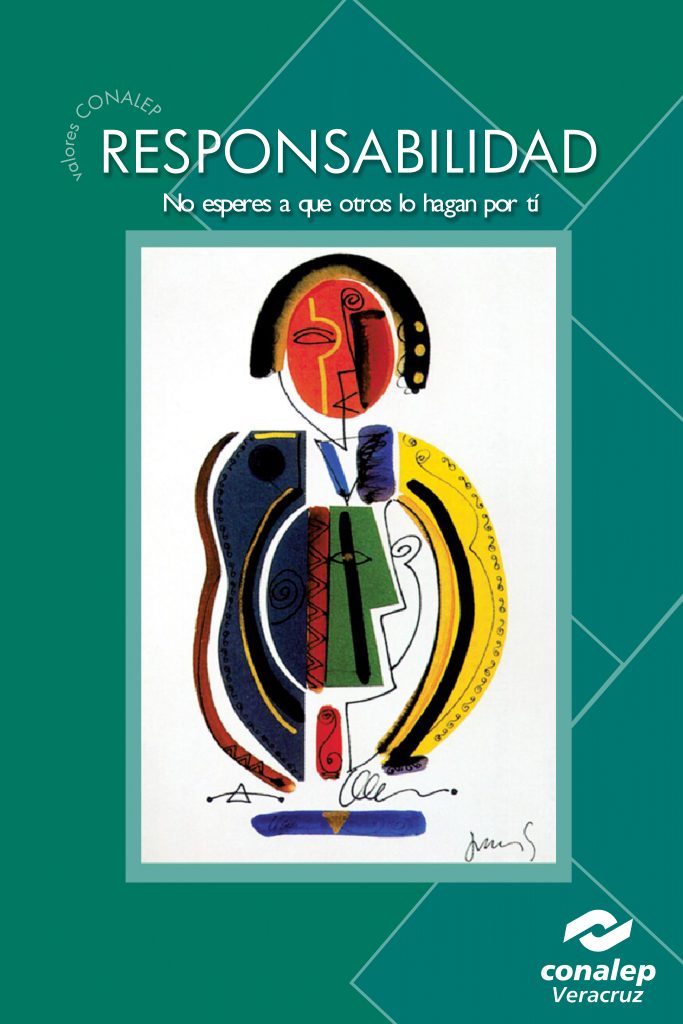 valores CONALEP
RESPONSABILIDAD
No esperes a que otros lo hagan por tí
conalep
Veracruz